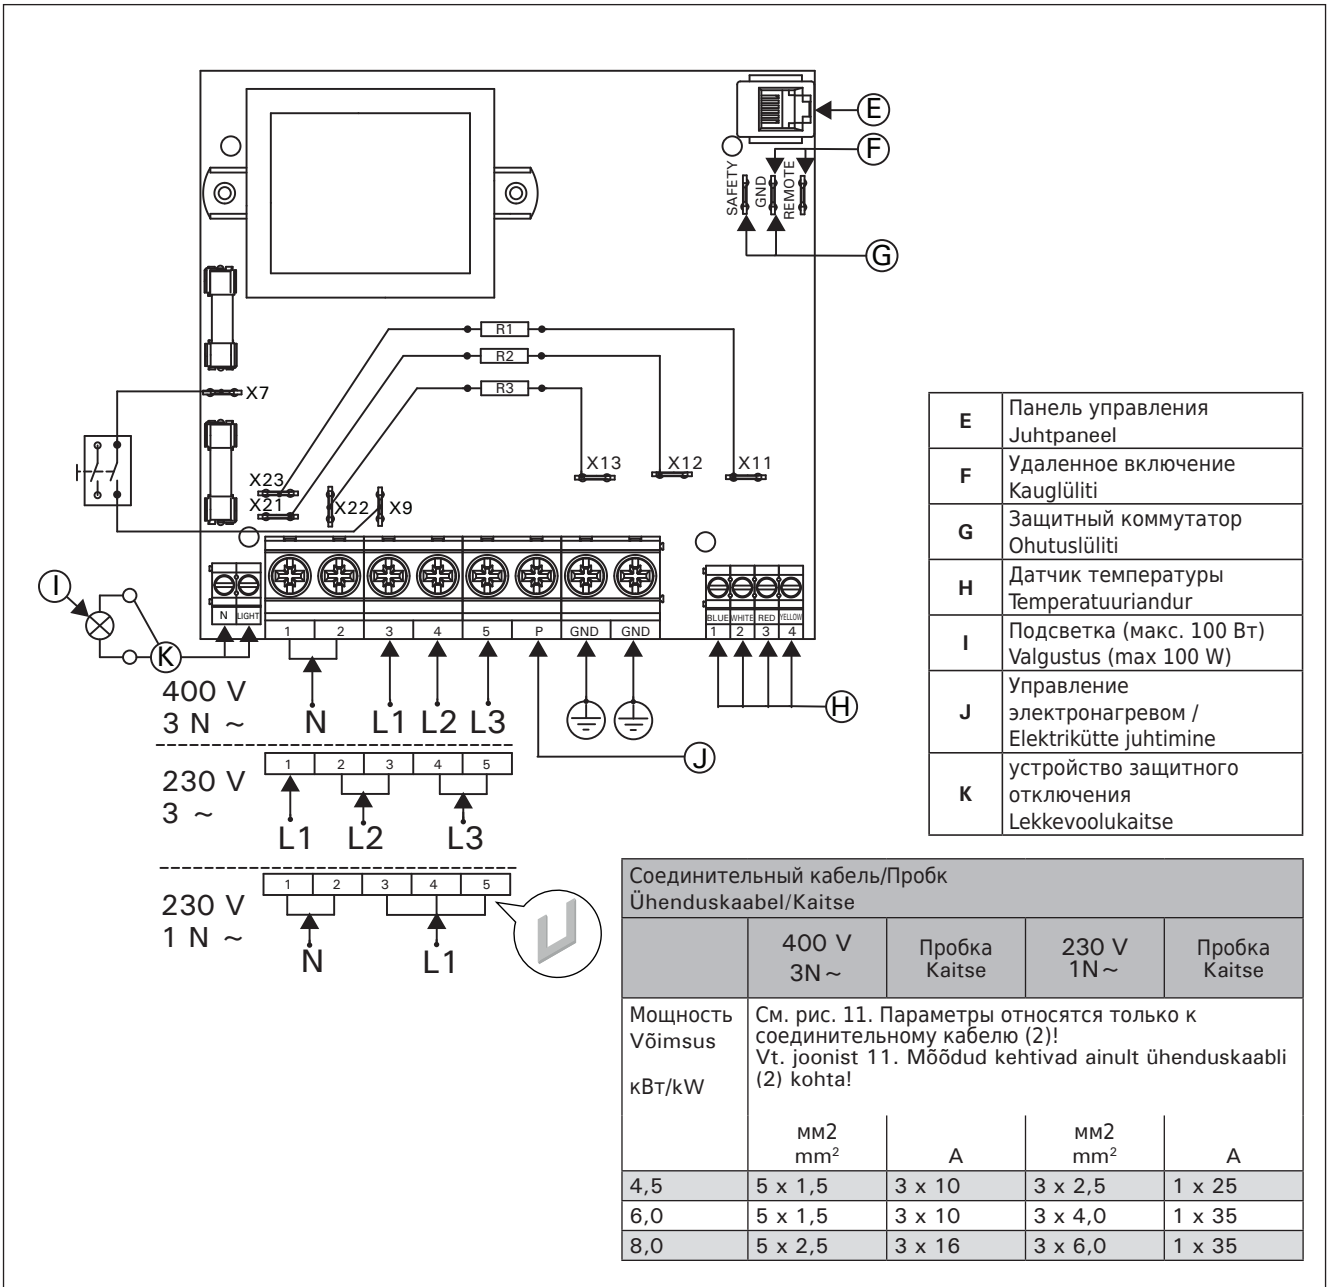 E
F
SAFETY
GND
REMOTE
G
R1
R2
R3
X7
X13
X12
X11
X23
X21
X22
X9
I
N
LIGHT
1
2
3
4
5
P
GND
GND
BLUE
WHITE
RED
YELLOW
1
2
3
4
K
H
J
400 V
3 N ~
N
L1
L2
L3
1
2
3
4
5
230 V
3 ~
L1
L2
L3
1
2
3
4
5
230 V
1 N ~
N
L1
E
Панель управления
Juhtpaneel
F
Удаленное включение
Kauglüliti
G
Защитный коммутатор
Ohutuslüliti
H
Датчик температуры
Temperatuuriandur
I
Подсветка (макс. 100 Вт)
Valgustus (max 100 W)
J
Управление
электронагревом /
Elektrikütte juhtimine
K
устройство защитного
отключения
Lekkevoolukaitse
Соединительный кабель/Пробк
Ühenduskaabel/Kaitse
400 V
3N~
Пробка
Kaitse
230 V
1N~
Пробка
Kaitse
Мощность
Võimsus
кВт/kW
См. рис. 11. Параметры относятся только к
соединительному кабелю (2)!
Vt. joonist 11. Mõõdud kehtivad ainult ühenduskaabli
(2) kohta!
мм2
mm²
A
мм2
mm²
A
4,5 5 x 1,5 3 x 10 3 x 2,5 1 x 25
6,0 5 x 1,5 3 x 10 3 x 4,0 1 x 35
8,0 5 x 2,5 3 x 16 3 x 6,0 1 x 35